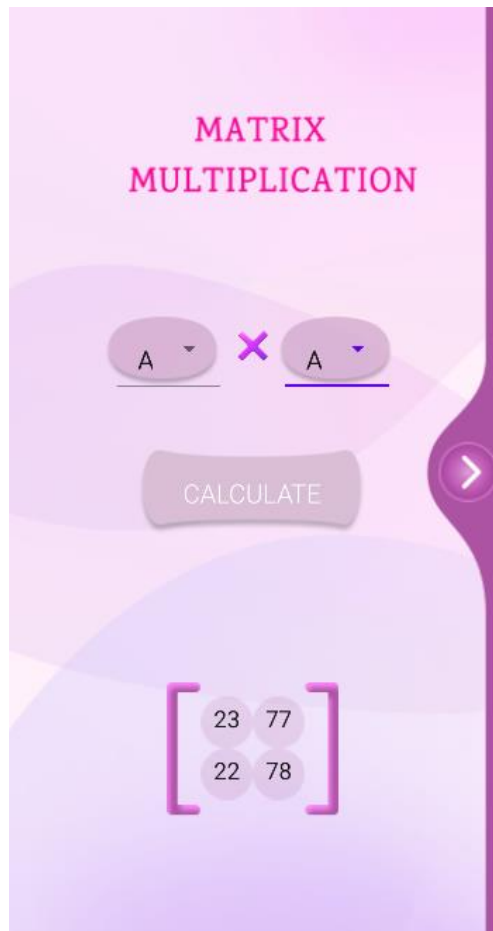 MATRIX
MULTIPLICATION
A × A
CALCULATE
23 77
22 78